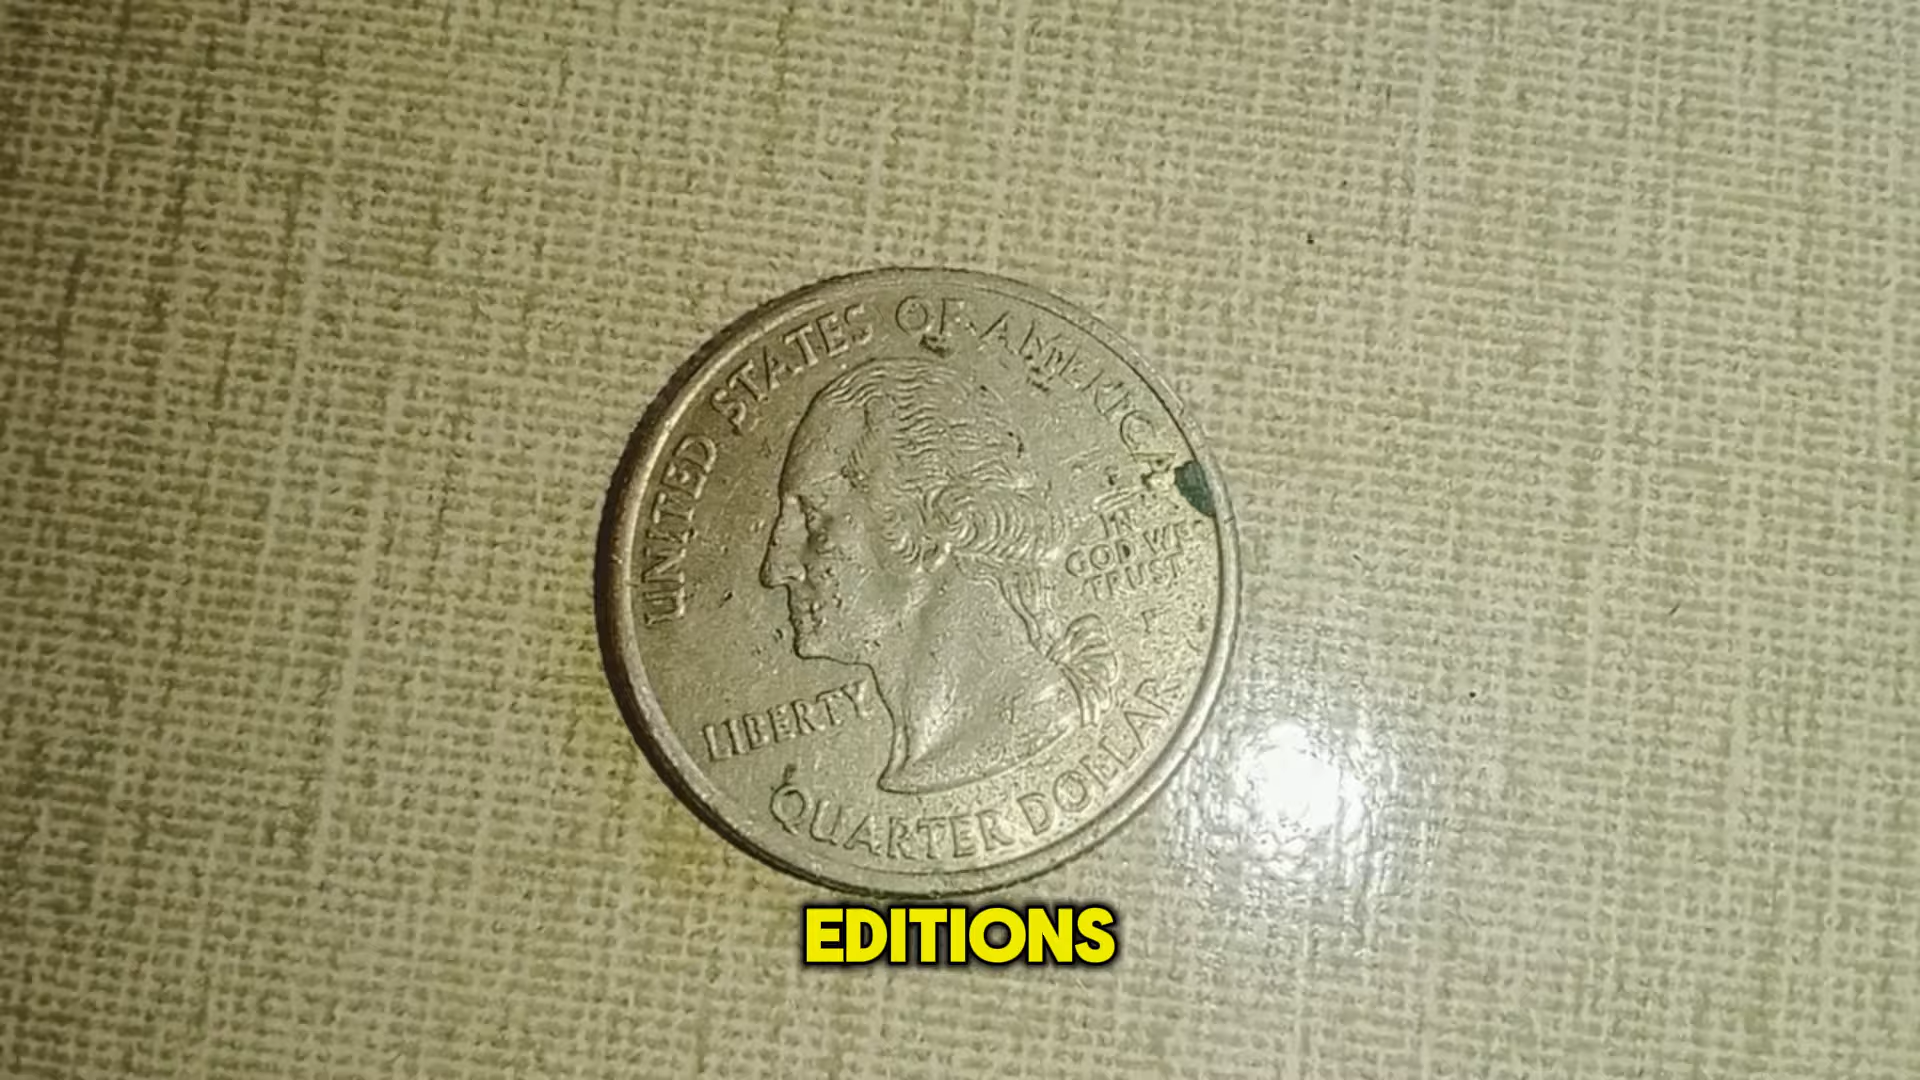 UNITED STATES OF AMERICA
IN
GOD WE
TRUST
LIBERTY
QUARTER DOLLAR
EDITIONS